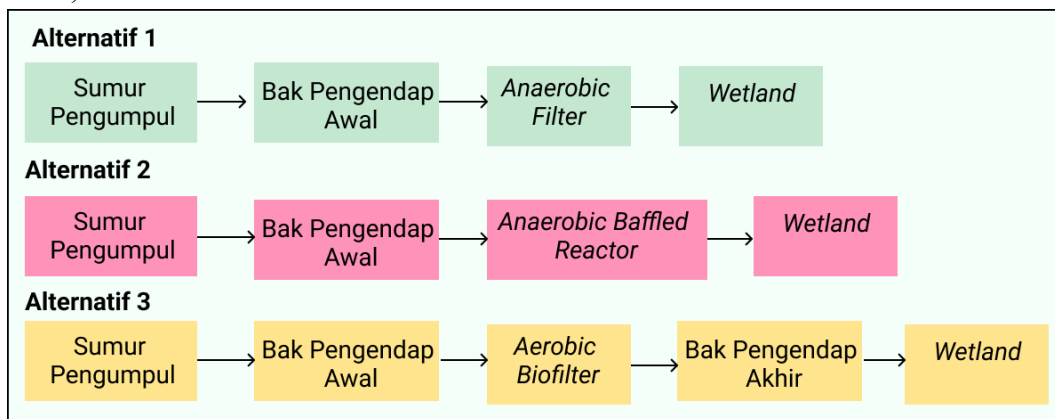 Alternatif 1
Sumur
Pengumpul
Bak Pengendap
Awal
Anaerobic
Filter
Wetland
Alternatif 2
Sumur
Pengumpul
Bak Pengendap
Awal
Anaerobic Baffled
Reactor
Wetland
Alternatif 3
Sumur
Pengumpul
Bak Pengendap
Awal
Aerobic
Biofilter
Bak Pengendap
Akhir
Wetland